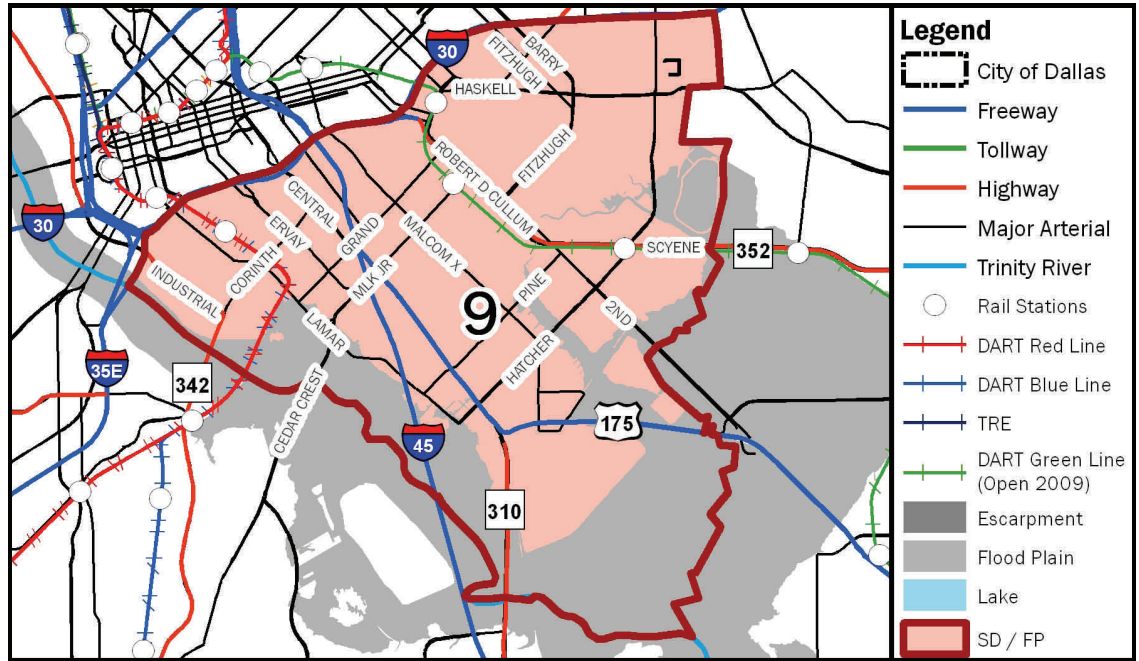 30
BARRY
FITZHUGH
HASKELL
ROBERT D CULLUM
FITZHUGH
30
CENTRAL
ERVAY
GRAND
MALCOM X
SCYENE
352
INDUSTRIAL
CORINTH
MLK JR
9
PINE
2ND
LAMAR
HATCHER
35E
342
CEDAR CREST
45
175
310
Legend
City of Dallas
Freeway
Tollway
Highway
Major Arterial
Trinity River
Rail Stations
DART Red Line
DART Blue Line
TRE
DART Green Line
(Open 2009)
Escarpment
Flood Plain
Lake
SD / FP